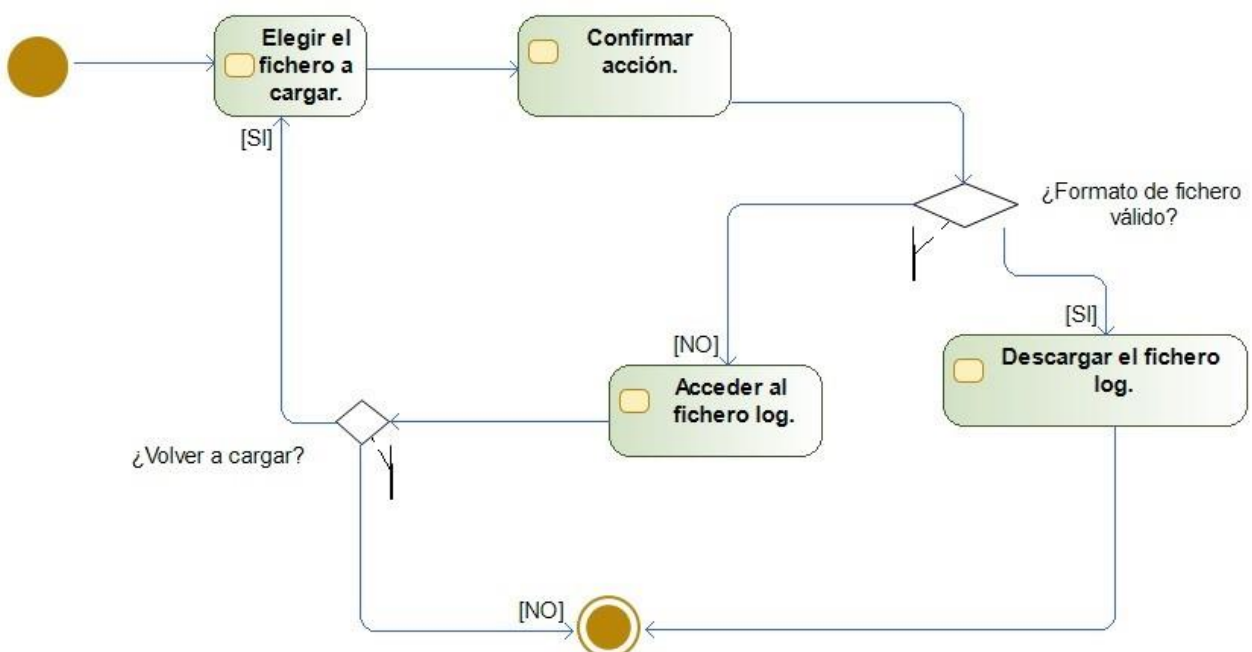 Elegir el
fichero a
cargar.
Confirmar
acción.
[SI]
¿Formato de fichero
válido?
[SI]
[NO]
Descargar el fichero
log.
Acceder al
fichero log.
¿Volver a cargar?
[NO]